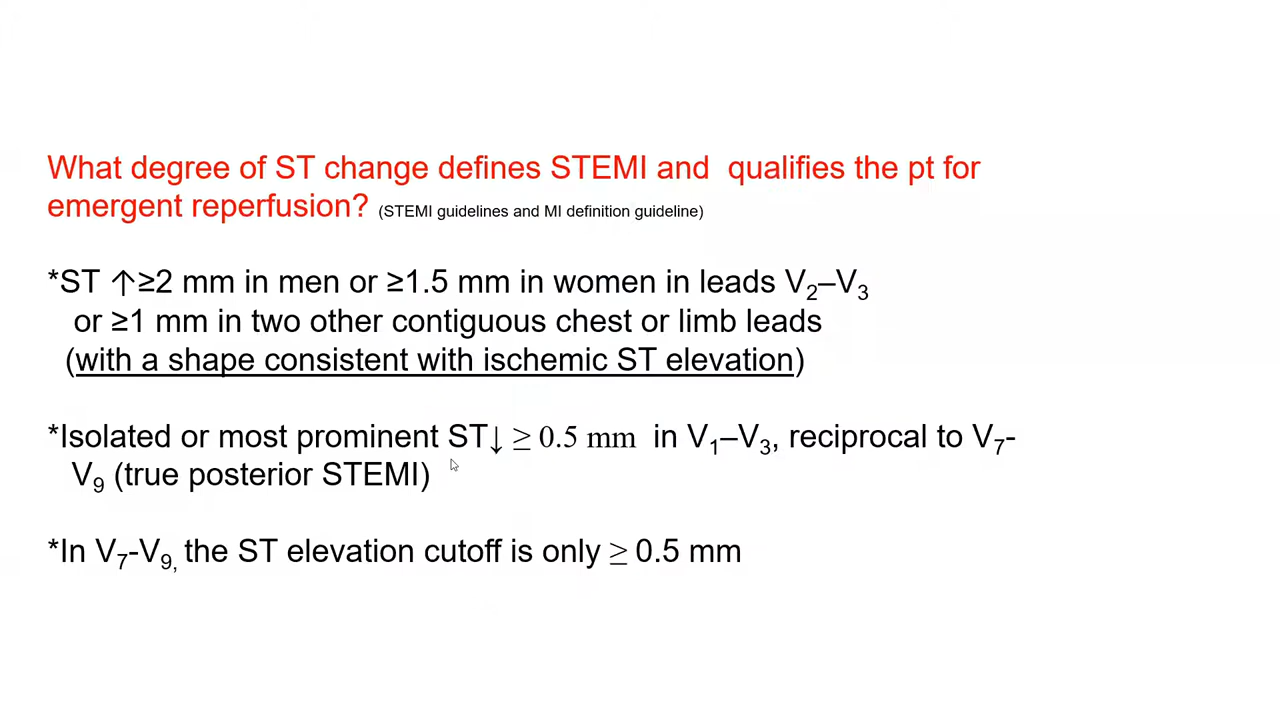 What degree of ST change defines STEMI and  qualifies the pt for
emergent reperfusion? (STEMI guidelines and MI definition guideline)
*ST ↑≥2 mm in men or ≥1.5 mm in women in leads V₂–V₃
or ≥1 mm in two other contiguous chest or limb leads
(with a shape consistent with ischemic ST elevation)
*Isolated or most prominent ST↓ ≥ 0.5 mm  in V₁–V₃, reciprocal to V₇-
V₉ (true posterior STEMI)
*In V₇-V₉, the ST elevation cutoff is only ≥ 0.5 mm